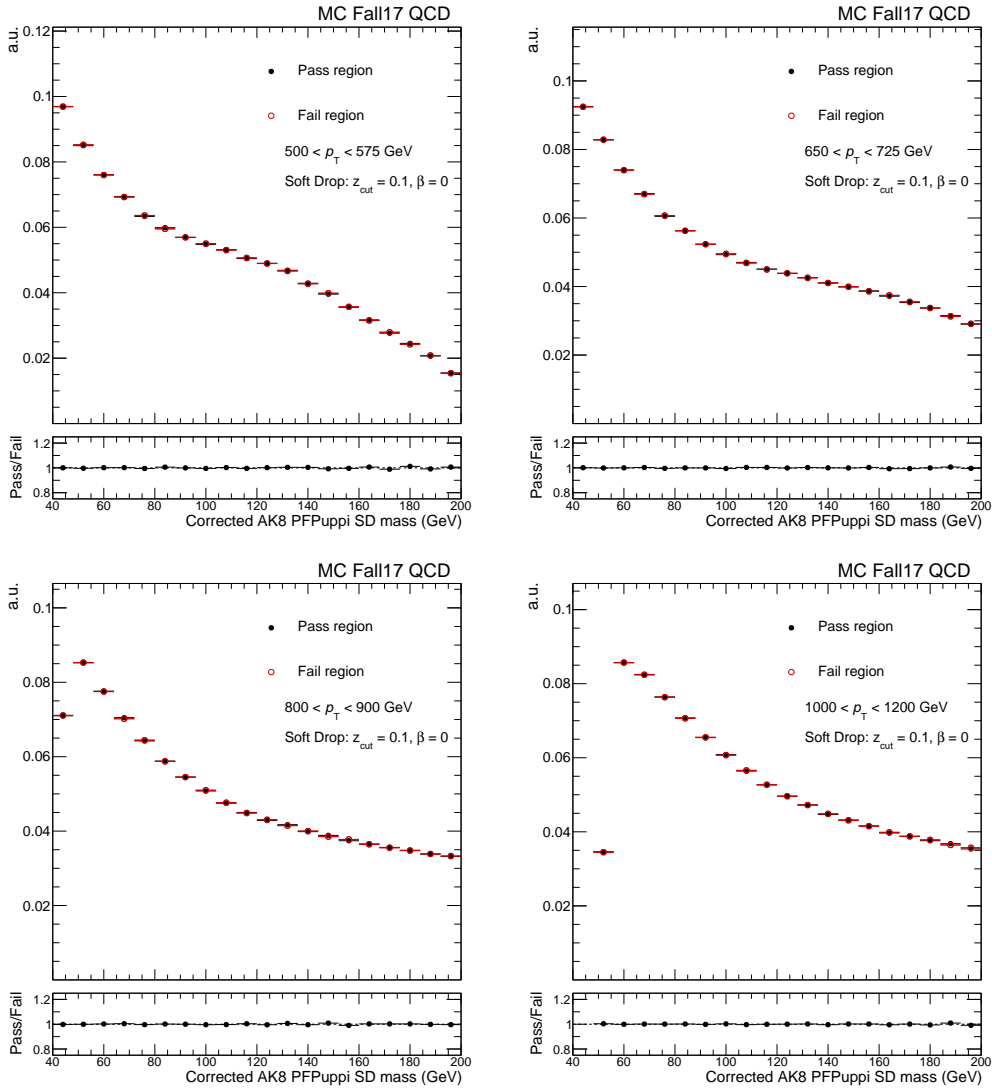 MC Fall17 QCD
a.u.
0.12
0.1
0.08
0.06
0.04
0.02
Pass region
Fail region
500 < p_T < 575 GeV
Soft Drop: z_cut = 0.1, β = 0
Pass/Fail
1.2
1
0.8
40 60 80 100 120 140 160 180 200
Corrected AK8 PFPuppi SD mass (GeV)
MC Fall17 QCD
a.u.
0.1
0.08
0.06
0.04
0.02
Pass region
Fail region
650 < p_T < 725 GeV
Soft Drop: z_cut = 0.1, β = 0
Pass/Fail
1.2
1
0.8
40 60 80 100 120 140 160 180 200
Corrected AK8 PFPuppi SD mass (GeV)
MC Fall17 QCD
a.u.
0.1
0.08
0.06
0.04
0.02
Pass region
Fail region
800 < p_T < 900 GeV
Soft Drop: z_cut = 0.1, β = 0
Pass/Fail
1.2
1
0.8
40 60 80 100 120 140 160 180 200
Corrected AK8 PFPuppi SD mass (GeV)
MC Fall17 QCD
a.u.
0.1
0.08
0.06
0.04
0.02
Pass region
Fail region
1000 < p_T < 1200 GeV
Soft Drop: z_cut = 0.1, β = 0
Pass/Fail
1.2
1
0.8
40 60 80 100 120 140 160 180 200
Corrected AK8 PFPuppi SD mass (GeV)